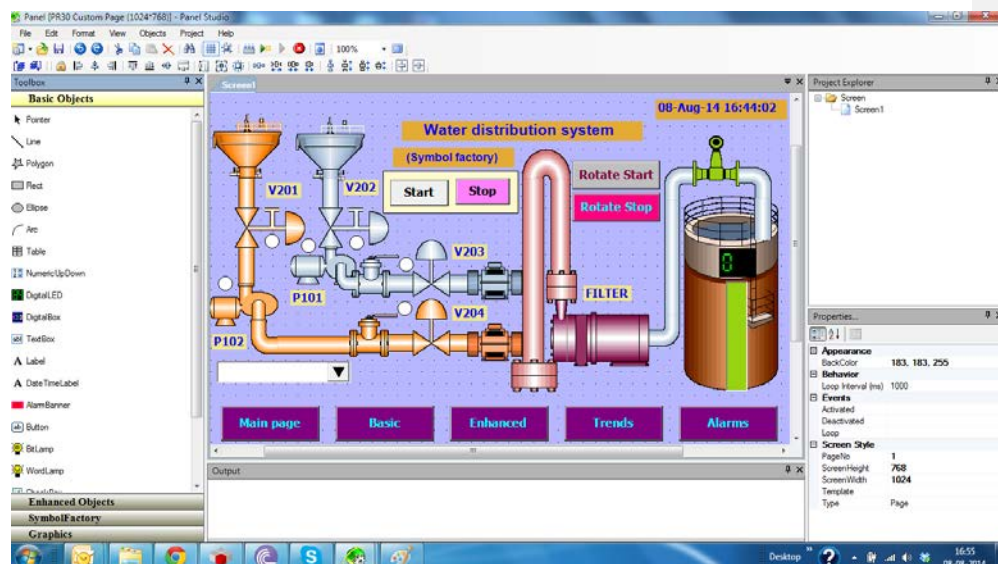 Panel [PR30 Custom Page (1024*768)] - Panel Studio
File Edit Format View Objects Project Help
100%
Toolbox
Basic Objects
Pointer
Line
Polygon
Rect
Ellipse
Arc
Table
NumericUpDown
DigitalLED
DigitalBox
TextBox
Label
DateTimeLabel
AlarmBanner
Button
BitLamp
WordLamp
CheckBox
Enhanced Objects
SymbolFactory
Graphics
Screen1
08-Aug-14 16:44:02
Water distribution system
(Symbol factory)
Start
Stop
Rotate Start
Rotate Stop
V201
V202
V203
V204
P101
P102
FILTER
0
Main page
Basic
Enhanced
Trends
Alarms
Output
Project Explorer
Screen
Screen1
Properties...
Appearance
BackColor 183, 183, 255
Behavior
Loop Interval (ms) 1000
Events
Activated
Deactivated
Loop
Screen Style
PageNo 1
ScreenHeight 768
ScreenWidth 1024
Template
Type Page
Desktop
16:55
08-08-2014